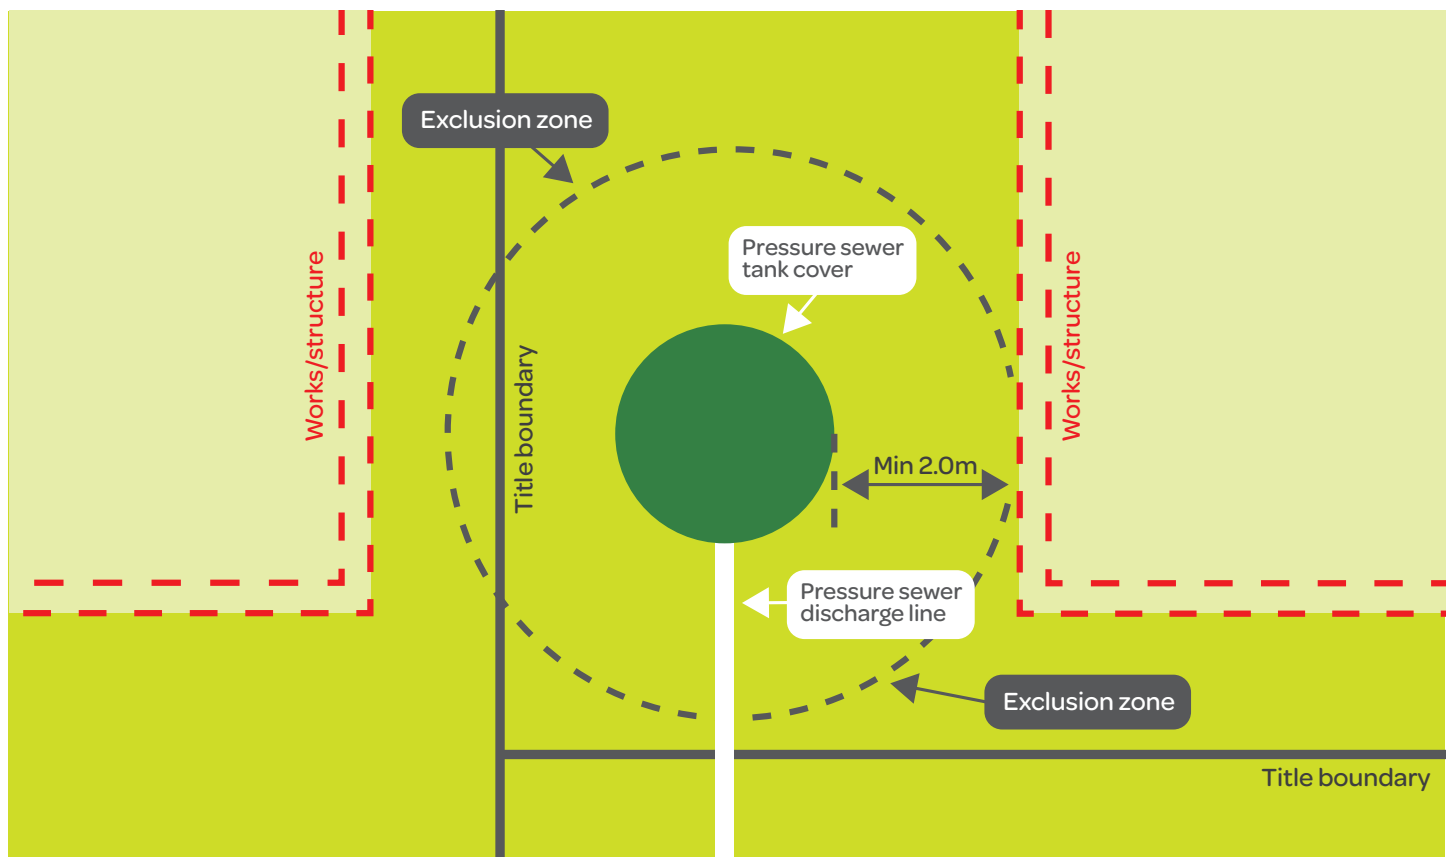 Exclusion zone
Pressure sewer
tank cover
Works/structure
Title boundary
Works/structure
Min 2.0m
Pressure sewer
discharge line
Exclusion zone
Title boundary